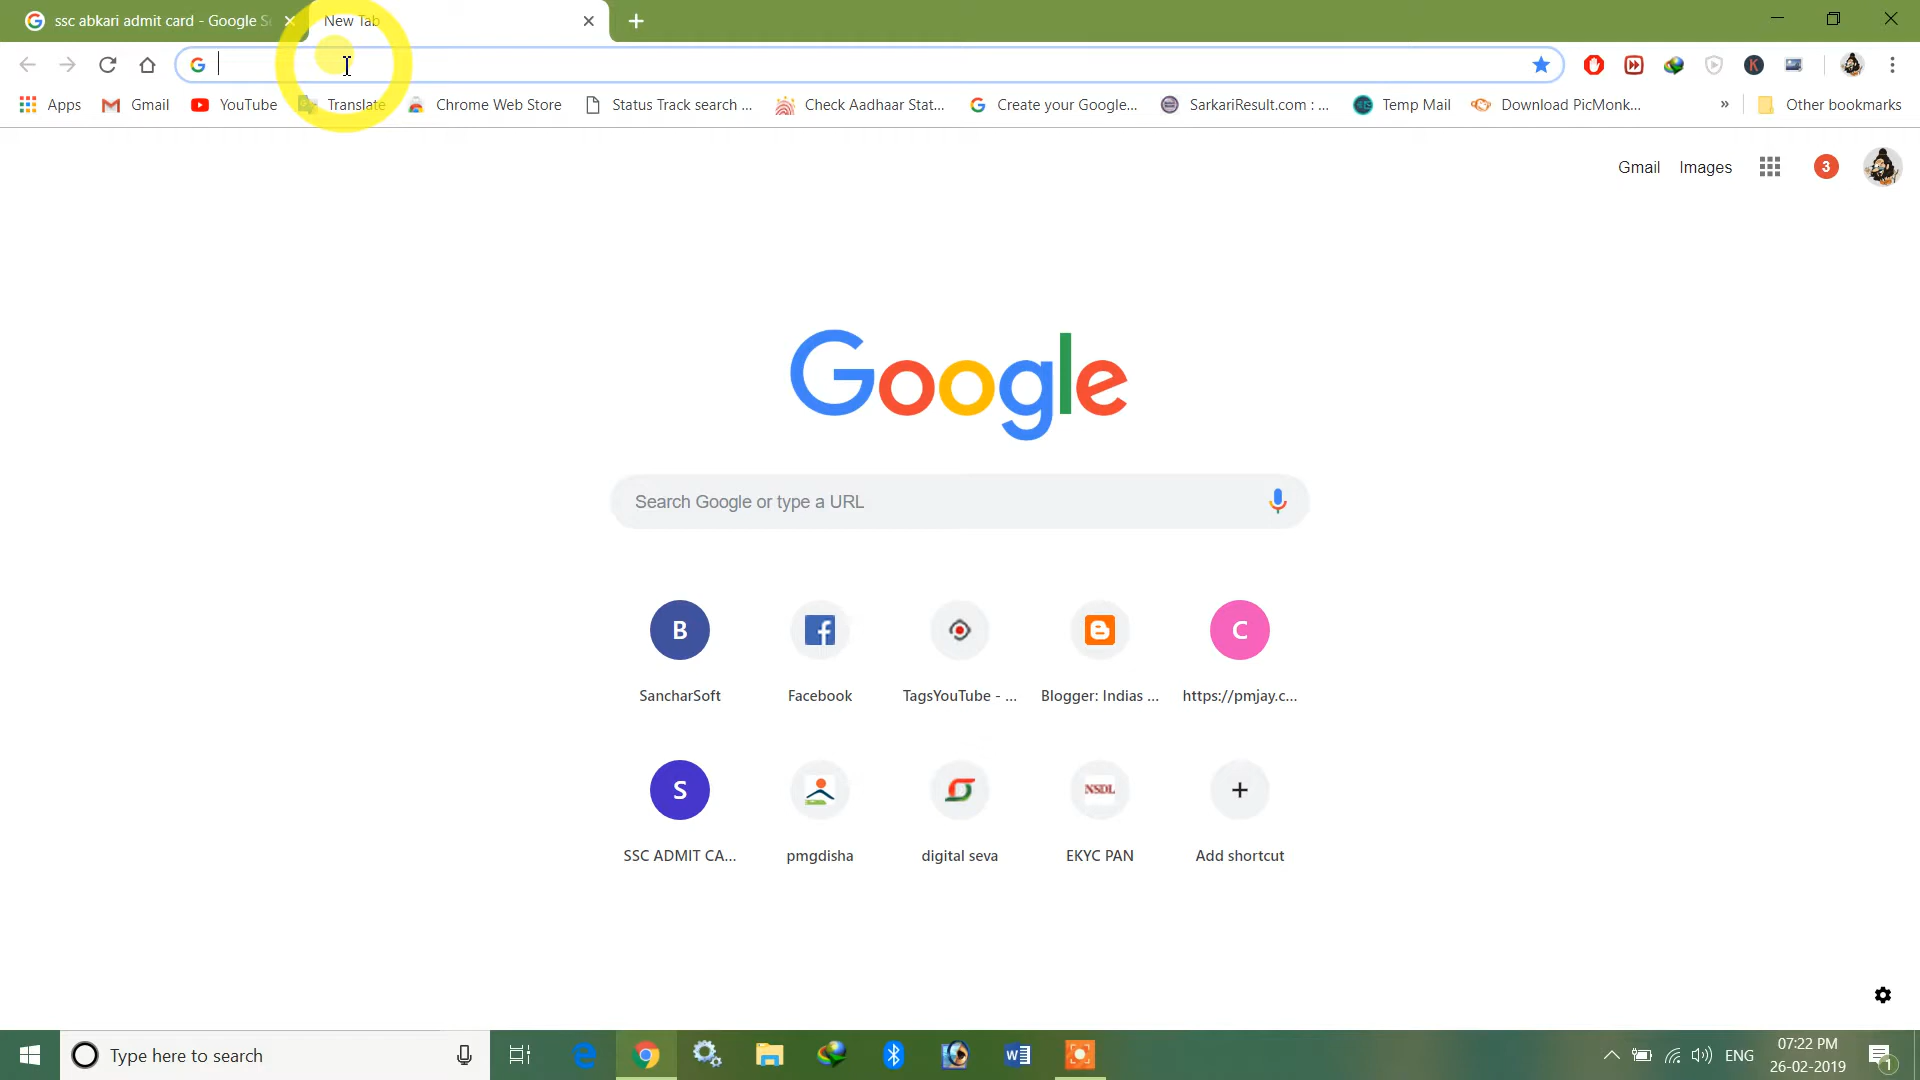 ssc abkari admit card - Google Se
New Tab
Apps
Gmail
YouTube
Translate
Chrome Web Store
Status Track search ...
Check Aadhaar Stat...
Create your Google...
SarkariResult.com : ...
Temp Mail
Download PicMonk...
»
Other bookmarks
Gmail
Images
3
Google
Search Google or type a URL
B
f
C
SancharSoft
Facebook
TagsYouTube - ...
Blogger: Indias ...
https://pmjay.c...
S
NSDL
SSC ADMIT CA...
pmgdisha
digital seva
EKYC PAN
Add shortcut
Type here to search
ENG
07:22 PM
26-02-2019
1